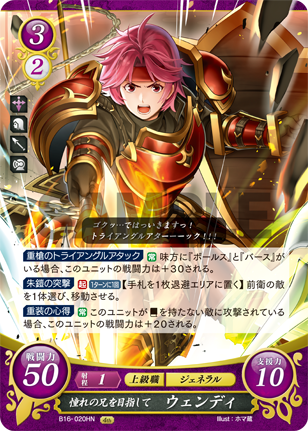 3
2
SAMPLE
ゴクッ…ではっいきますっ!
トライアングルアターーーック!!!
重槍のトライアングルアタック 常 味方に『ボールス』と『バース』が
いる場合、このユニットの戦闘力は+30される。
朱鎧の突撃 起 1ターンに1回 【手札を1枚退避エリアに置く】 前衛の敵
を1体選び、移動させる。
重装の心得 常 このユニットが を持たない敵に攻撃されている
場合、このユニットの戦闘力は+20される。
戦闘力 50
射程 1 上級職 ジェネラル
支援力 10
憧れの兄を目指して ウェンディ
B16-020HN Illust:ホマ蔵